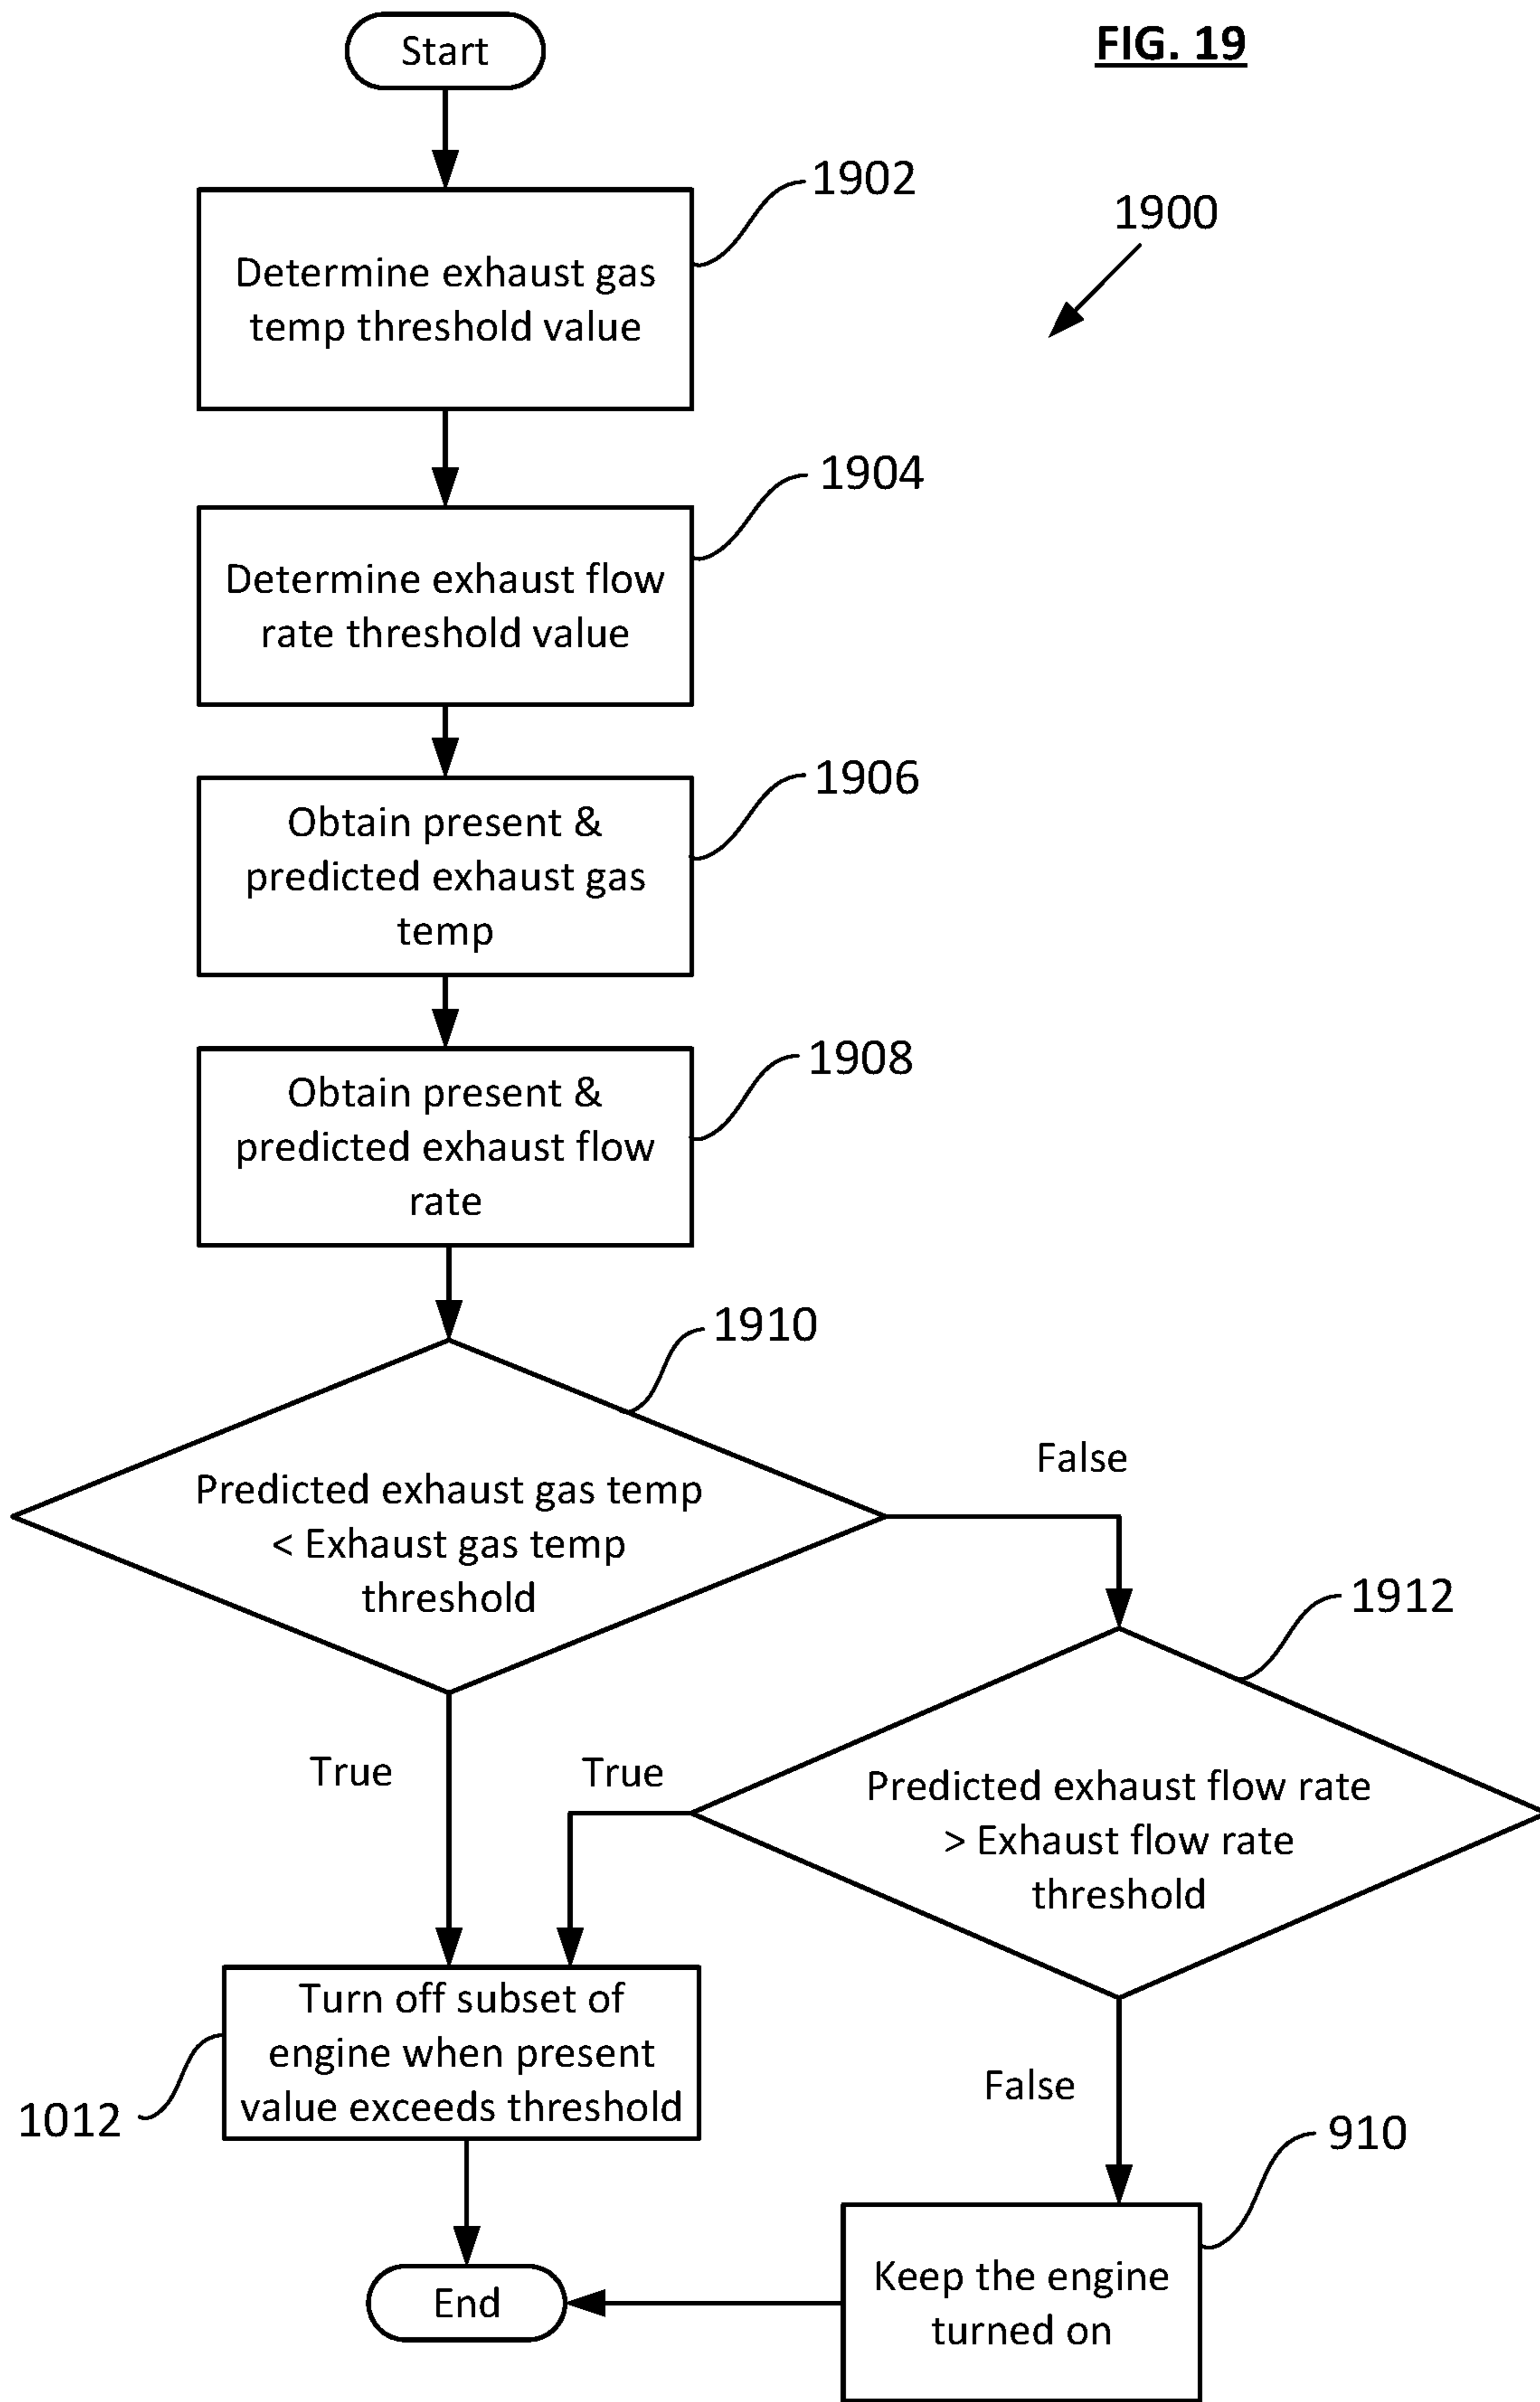 Start
FIG. 19
1902
1900
Determine exhaust gas
temp threshold value
1904
Determine exhaust flow
rate threshold value
1906
Obtain present &
predicted exhaust gas
temp
1908
Obtain present &
predicted exhaust flow
rate
1910
Predicted exhaust gas temp
< Exhaust gas temp
threshold
False
1912
True
True
Predicted exhaust flow rate
> Exhaust flow rate
threshold
Turn off subset of
engine when present
value exceeds threshold
1012
False
910
Keep the engine
turned on
End